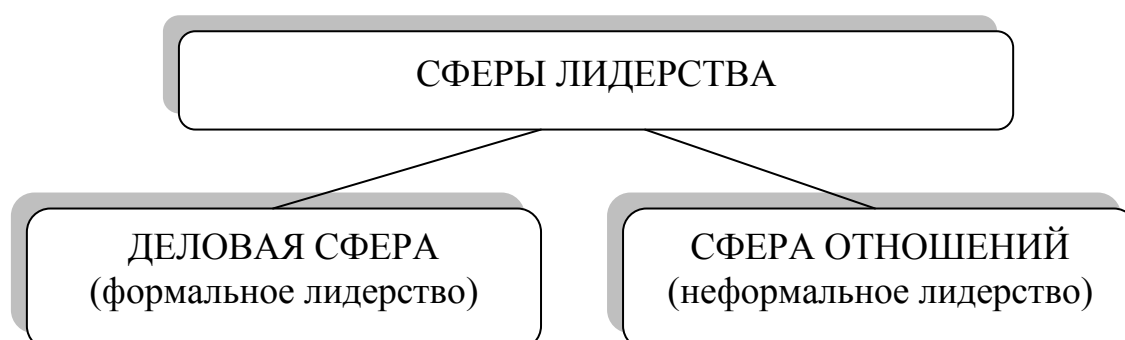 СФЕРЫ ЛИДЕРСТВА
ДЕЛОВАЯ СФЕРА
(формальное лидерство)
СФЕРА ОТНОШЕНИЙ
(неформальное лидерство)